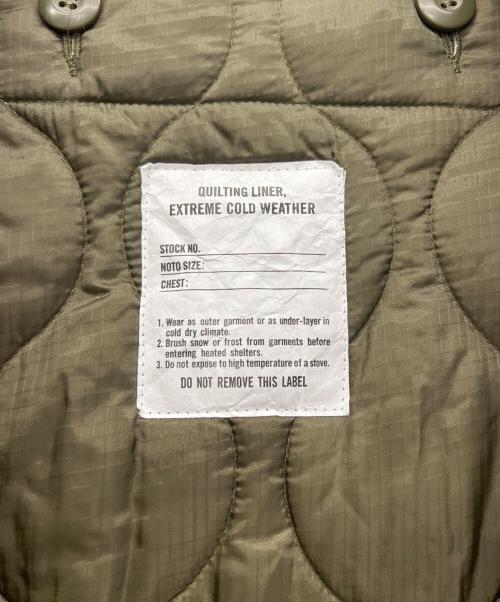 QUILTING LINER,
EXTREME COLD WEATHER
STOCK NO.
NOTO SIZE:
CHEST:
1. Wear as outer garment or as under-layer in
cold dry climate.
2. Brush snow or frost from garments before
entering heated shelters.
3. Do not expose to high temperature of a stove.
DO NOT REMOVE THIS LABEL